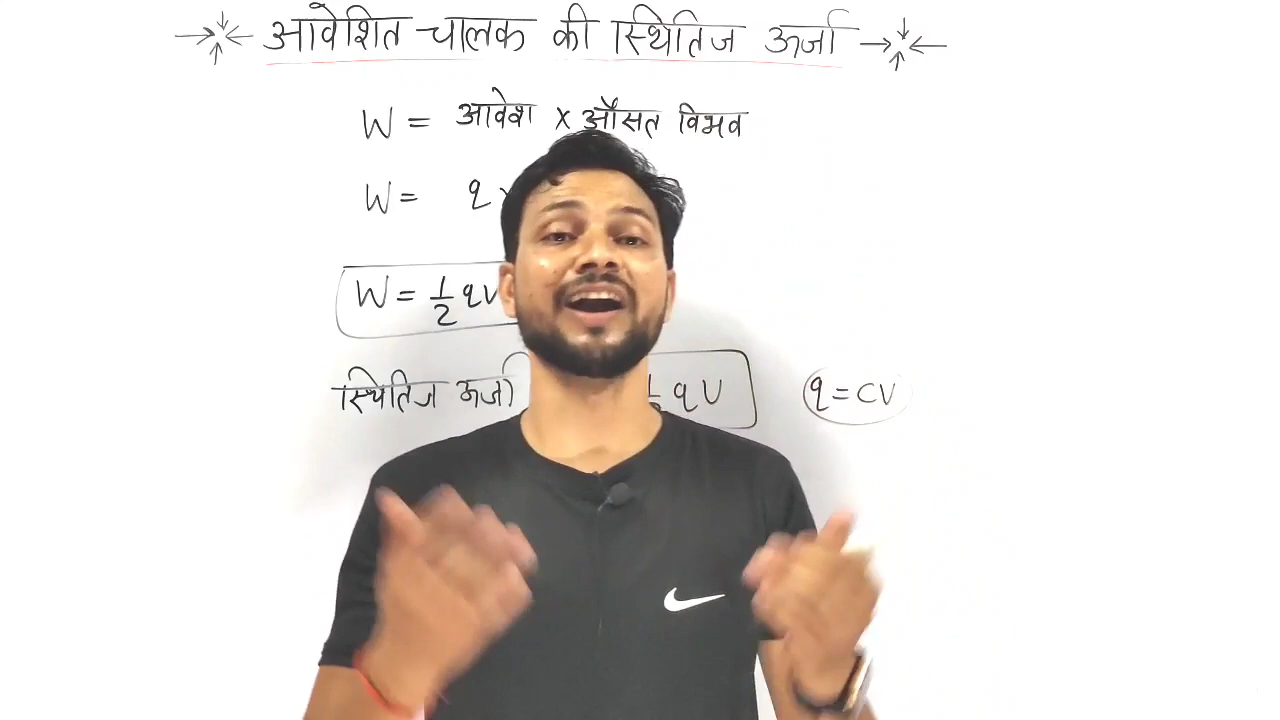 आवेशित चालक की स्थितिज ऊर्जा
W = आवेश x औसत विभव
W = q
W = 1/2 qV
स्थितिज ऊर्जा qV q = CV